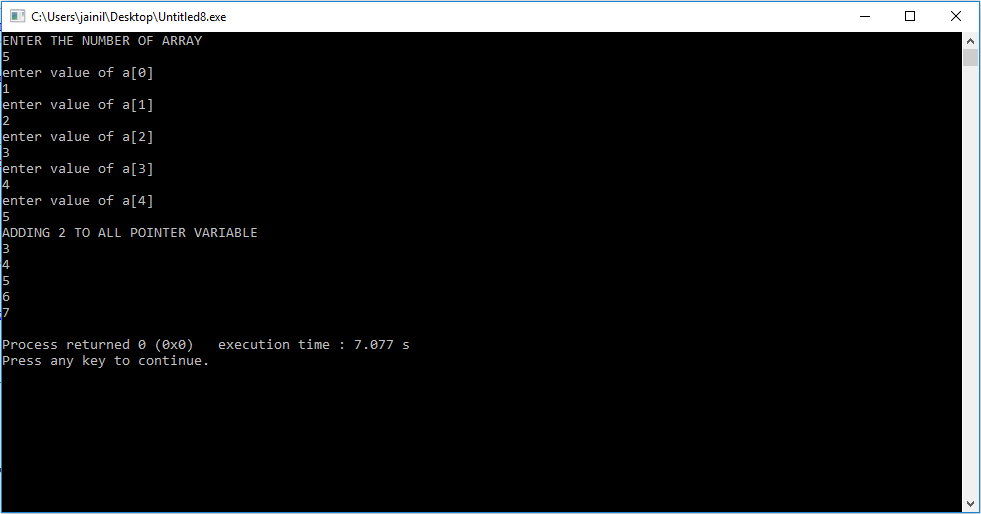 C:\Users\jainil\Desktop\Untitled8.exe
ENTER THE NUMBER OF ARRAY
5
enter value of a[0]
1
enter value of a[1]
2
enter value of a[2]
3
enter value of a[3]
4
enter value of a[4]
5
ADDING 2 TO ALL POINTER VARIABLE
3
4
5
6
7
Process returned 0 (0x0)   execution time : 7.077 s
Press any key to continue.